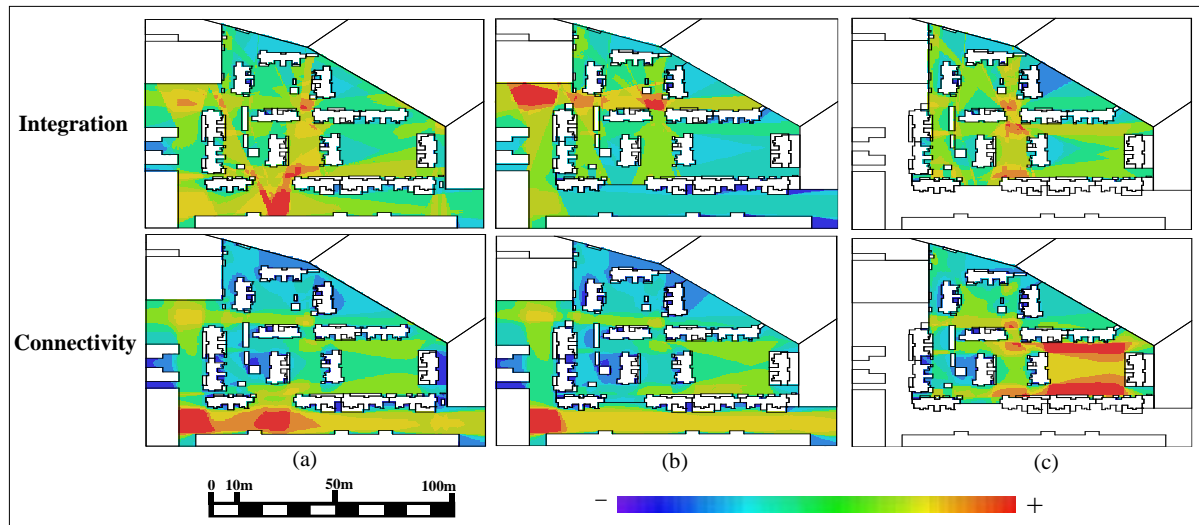 Integration
Connectivity
(a)
(b)
(c)
0 10m 50m 100m
− +